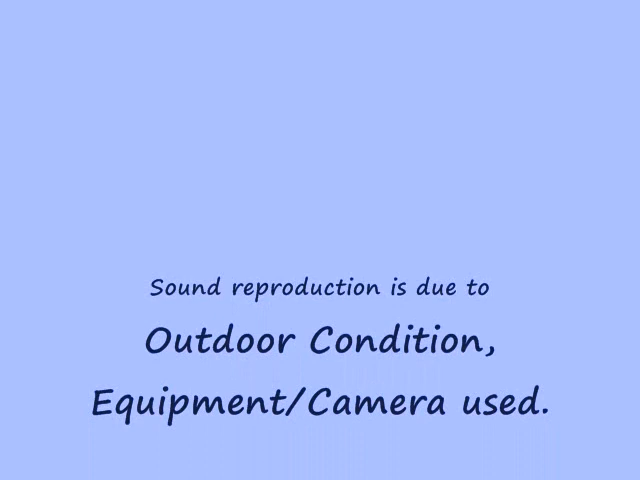 Sound reproduction is due to
Outdoor Condition,
Equipment/Camera used.